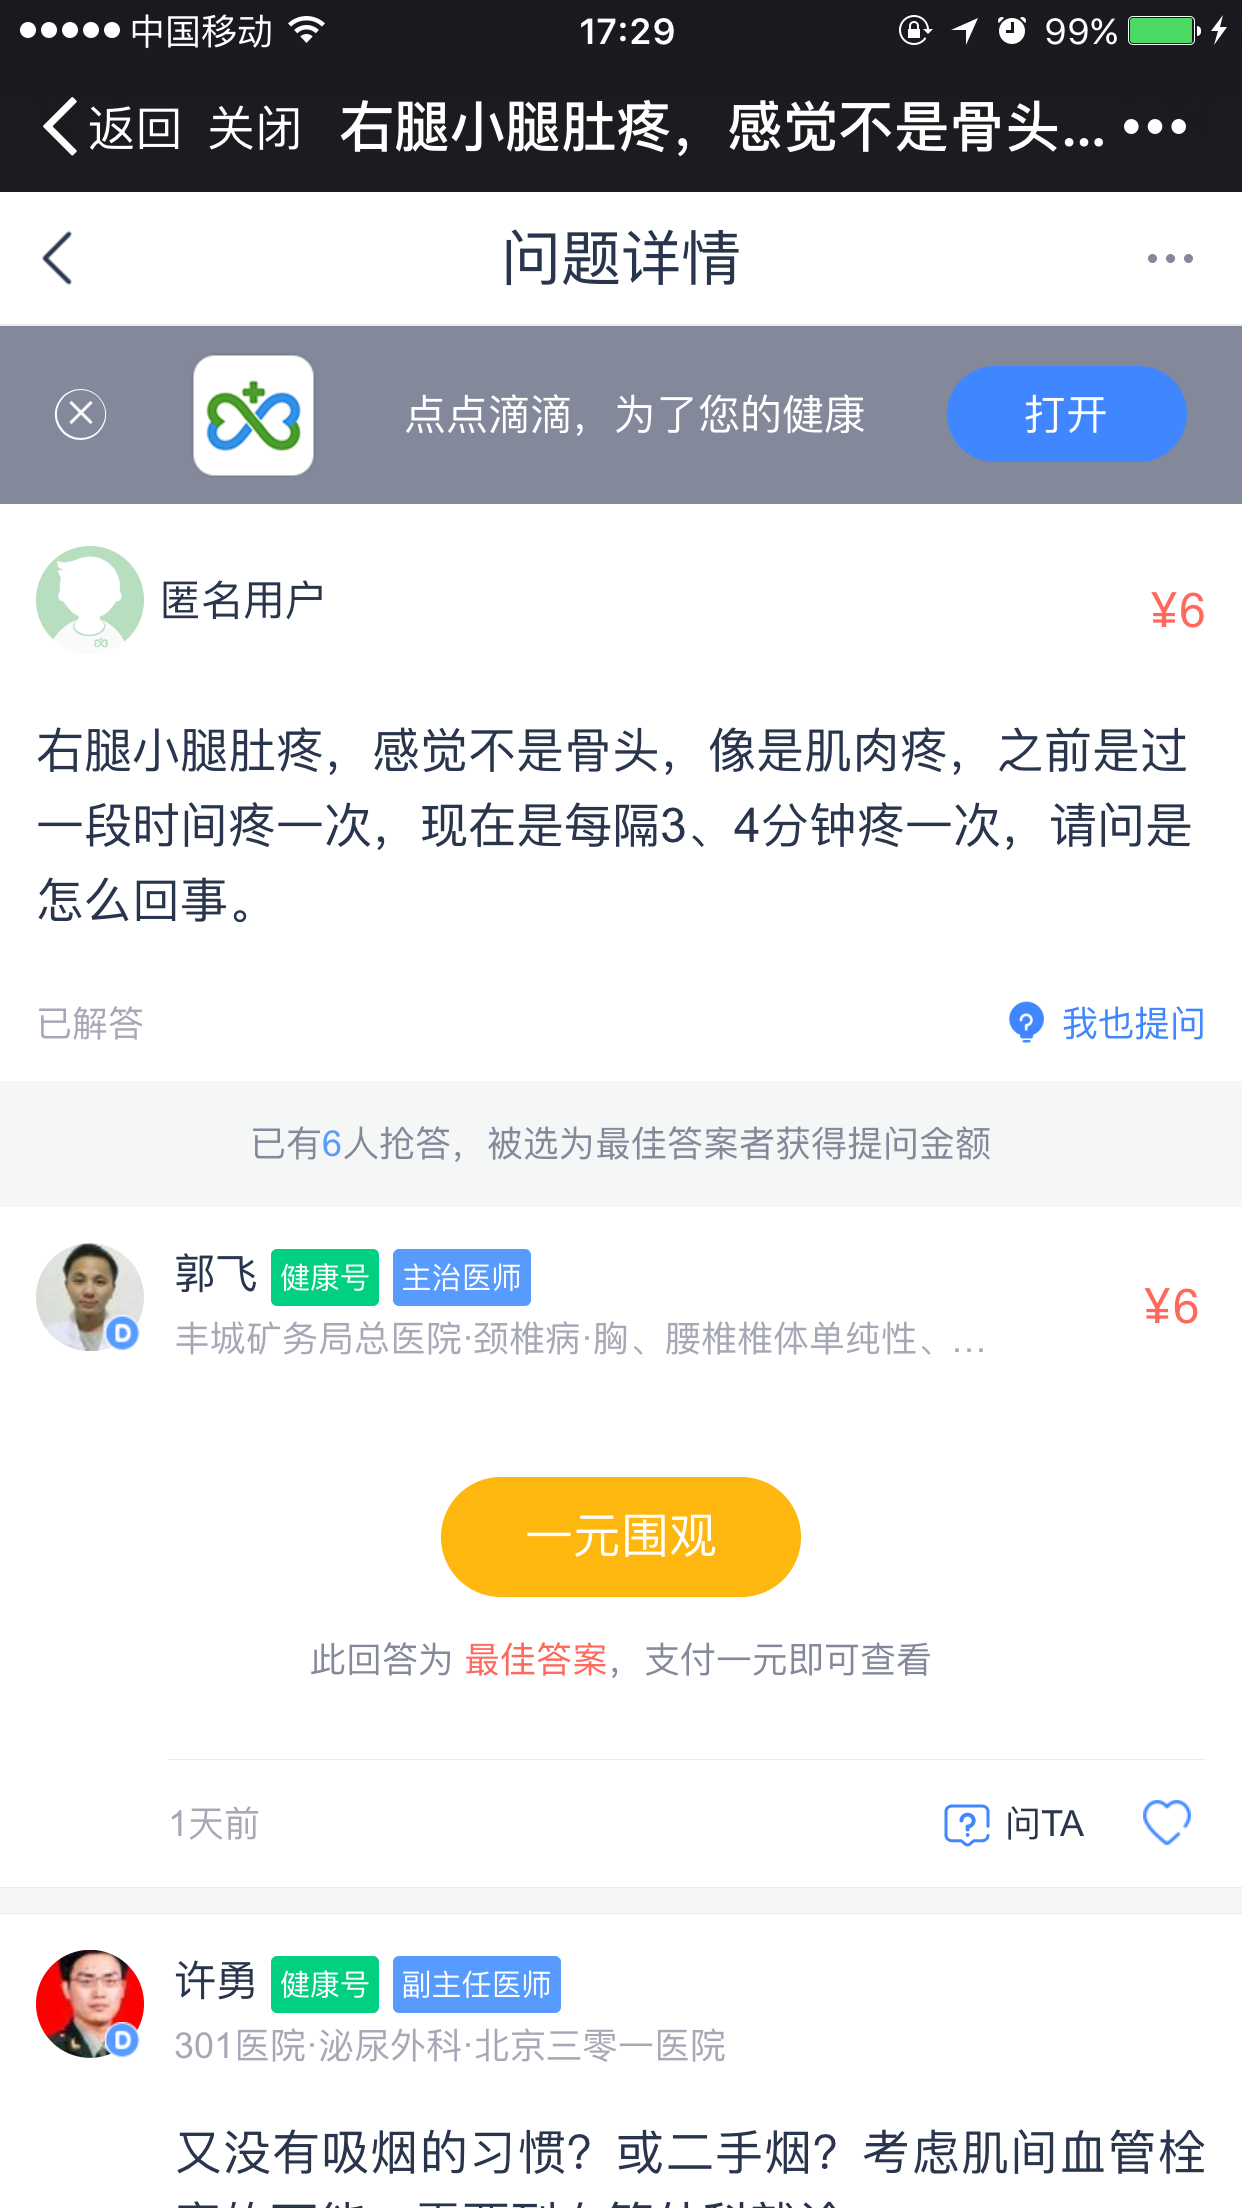 中国移动 17:29 99%
返回 关闭 右腿小腿肚疼，感觉不是骨头...
问题详情
点点滴滴，为了您的健康 打开
匿名用户
¥6
右腿小腿肚疼，感觉不是骨头，像是肌肉疼，之前是过
一段时间疼一次，现在是每隔3、4分钟疼一次，请问是
怎么回事。
已解答 我也提问
已有6人抢答，被选为最佳答案者获得提问金额
郭飞 健康号 主治医师
¥6
丰城矿务局总医院·颈椎病·胸、腰椎椎体单纯性、...
一元围观
此回答为 最佳答案，支付一元即可查看
1天前 问TA
许勇 健康号 副主任医师
301医院·泌尿外科·北京三零一医院
又没有吸烟的习惯？或二手烟？考虑肌间血管栓